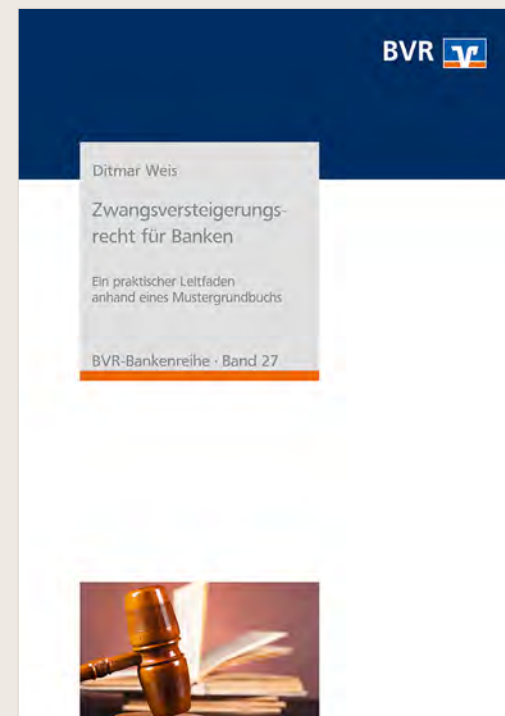 BVR
Ditmar Weis
Zwangsversteigerungs-
recht für Banken
Ein praktischer Leitfaden
anhand eines Mustergrundbuchs
BVR-Bankenreihe · Band 27